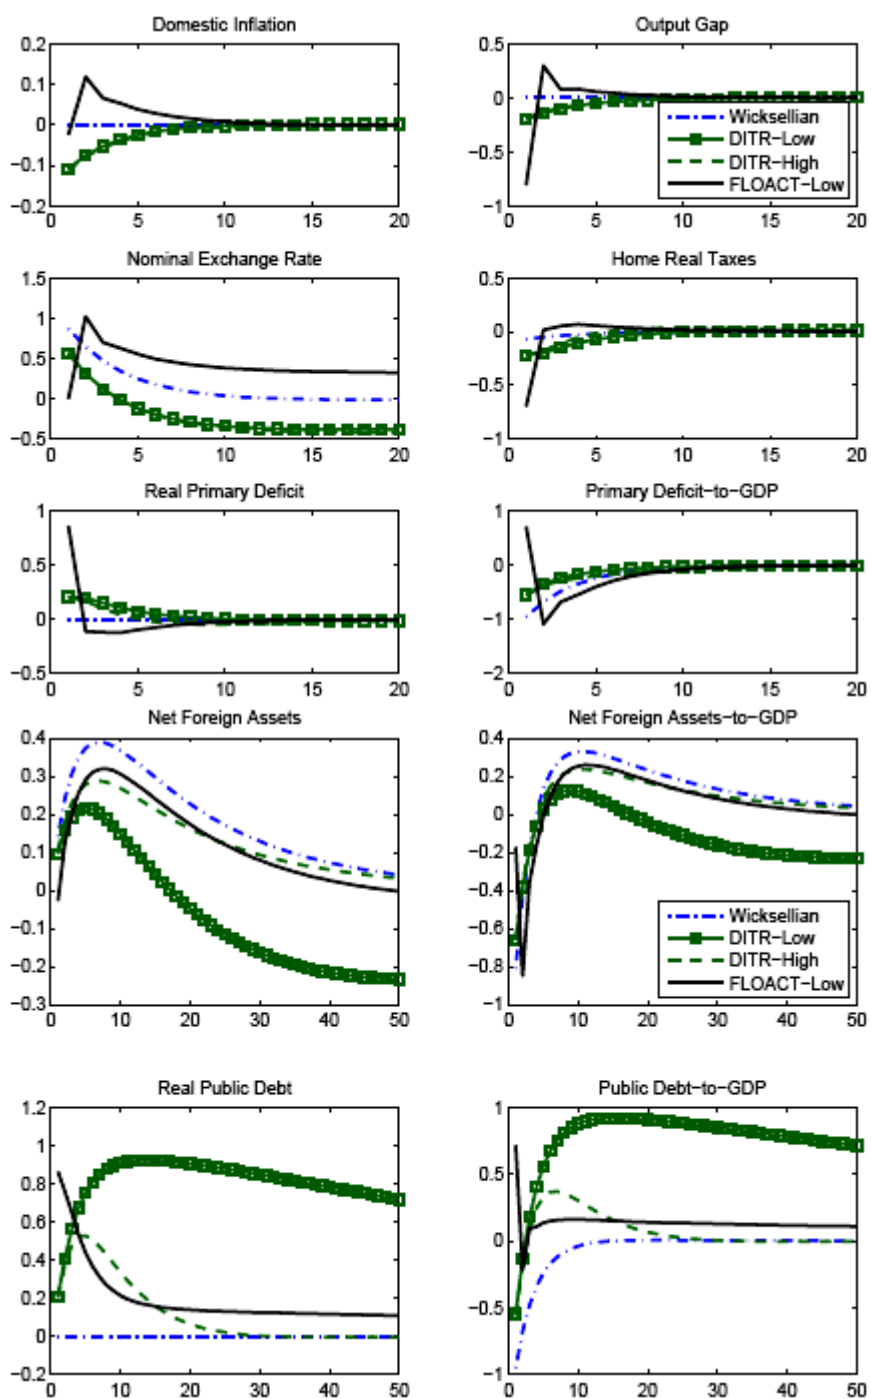 Domestic Inflation
0.2
0.1
0
−0.1
−0.2
0 5 10 15 20
Output Gap
0.5
0
−0.5
−1
0 5 10 15 20
Wicksellian
DITR−Low
DITR−High
FLOACT−Low
Nominal Exchange Rate
1.5
1
0.5
0
−0.5
0 5 10 15 20
Home Real Taxes
0.5
0
−0.5
−1
0 5 10 15 20
Real Primary Deficit
1
0.5
0
−0.5
0 5 10 15 20
Primary Deficit−to−GDP
1
0
−1
−2
0 5 10 15 20
Net Foreign Assets
0.4
0.3
0.2
0.1
0
−0.1
−0.2
−0.3
0 10 20 30 40 50
Net Foreign Assets−to−GDP
0.4
0.2
0
−0.2
−0.4
−0.6
−0.8
−1
0 10 20 30 40 50
Wicksellian
DITR−Low
DITR−High
FLOACT−Low
Real Public Debt
1.2
1
0.8
0.6
0.4
0.2
0
−0.2
0 10 20 30 40 50
Public Debt−to−GDP
1
0.5
0
−0.5
−1
0 10 20 30 40 50